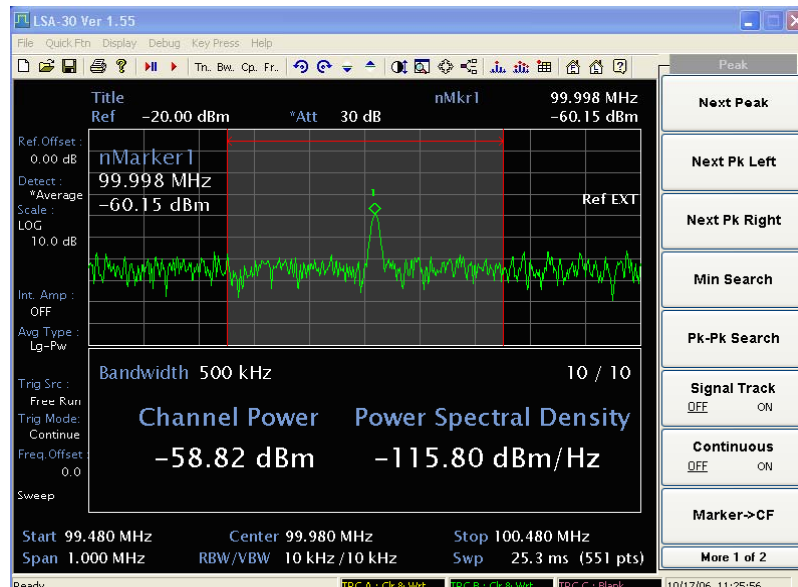 LSA-30 Ver 1.55
File Quick Ftn Display Debug Key Press Help
Tn.. Bw.. Cp.. Fr..
Peak
Title nMkr1 99.998 MHz
Ref −20.00 dBm *Att 30 dB −60.15 dBm
Ref.Offset :
0.00 dB
Detect :
*Average
Scale :
LOG
10.0 dB
Int. Amp :
OFF
Avg Type :
Lg-Pw
Trig Src :
Free Run
Trig Mode:
Continue
Freq.Offset :
0.0
Sweep
nMarker1
99.998 MHz
−60.15 dBm
1
Ref EXT
Bandwidth 500 kHz 10 / 10
Channel Power Power Spectral Density
−58.82 dBm −115.80 dBm/Hz
Start 99.480 MHz Center 99.980 MHz Stop 100.480 MHz
Span 1.000 MHz RBW/VBW 10 kHz /10 kHz Swp 25.3 ms (551 pts)
Next Peak
Next Pk Left
Next Pk Right
Min Search
Pk-Pk Search
Signal Track
OFF ON
Continuous
OFF ON
Marker->CF
More 1 of 2
Ready TRC A : Clr & Wrt TRC B : Clr & Wrt TRC C : Blank 10/17/06 11:25:56